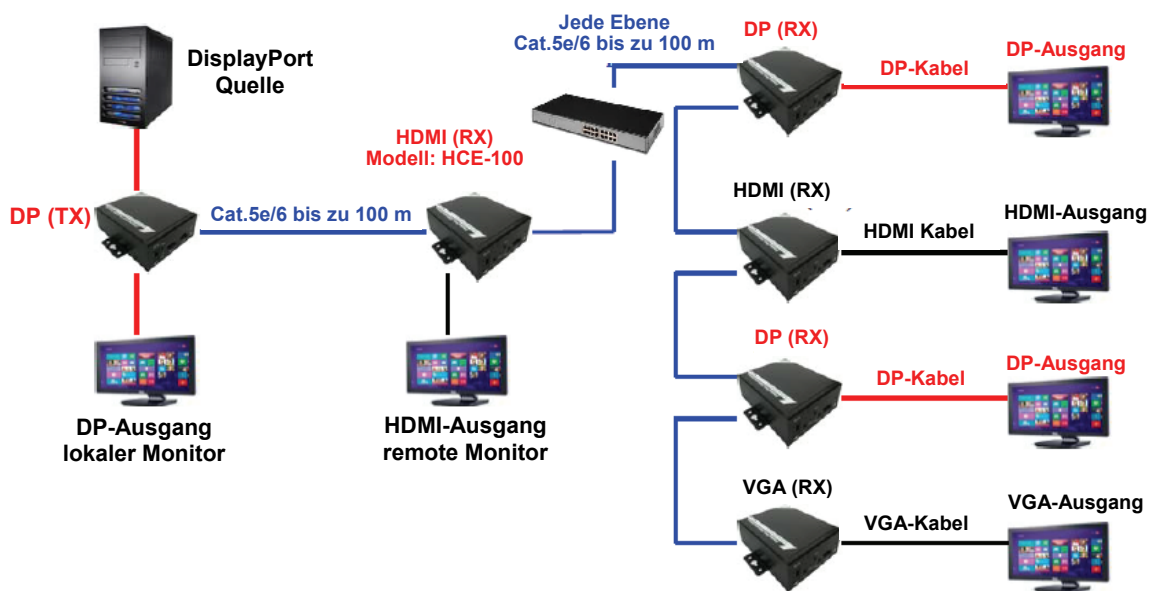 DisplayPort
Quelle
DP (TX)
Cat.5e/6 bis zu 100 m
DP-Ausgang
lokaler Monitor
HDMI (RX)
Modell: HCE-100
HDMI-Ausgang
remote Monitor
Jede Ebene
Cat.5e/6 bis zu 100 m
DP (RX)
DP-Kabel
DP-Ausgang
HDMI (RX)
HDMI Kabel
HDMI-Ausgang
DP (RX)
DP-Kabel
DP-Ausgang
VGA (RX)
VGA-Kabel
VGA-Ausgang